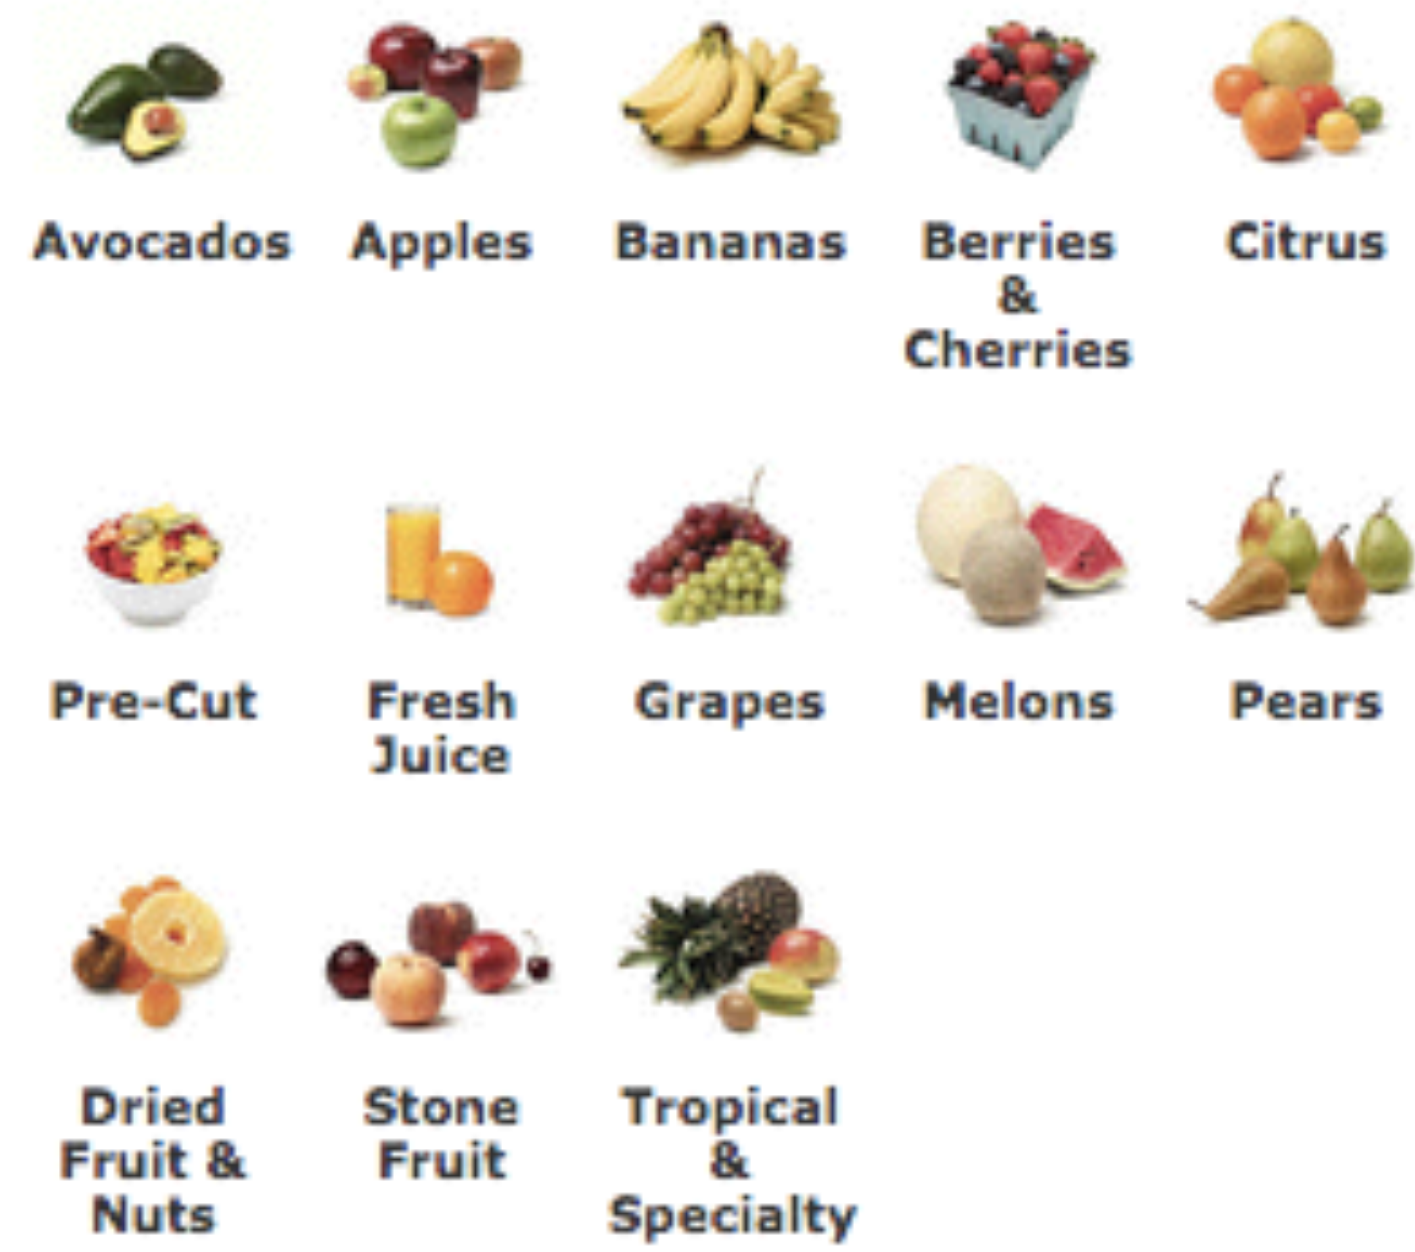 Avocados
Apples
Bananas
Berries
&
Cherries
Citrus
Pre-Cut
Fresh
Juice
Grapes
Melons
Pears
Dried
Fruit &
Nuts
Stone
Fruit
Tropical
&
Specialty